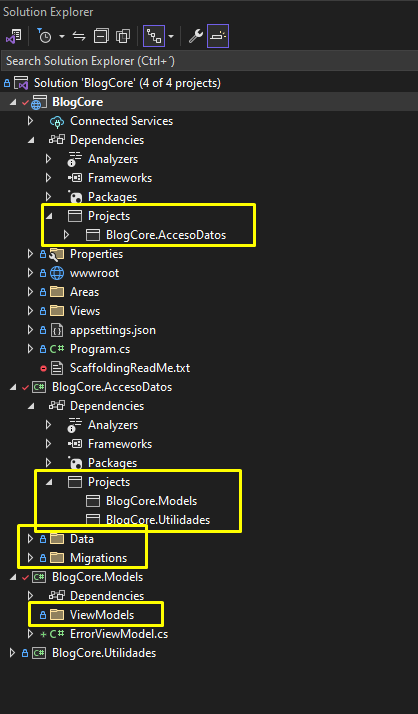 Solution Explorer
Search Solution Explorer (Ctrl+´)
Solution 'BlogCore' (4 of 4 projects)
BlogCore
Connected Services
Dependencies
Analyzers
Frameworks
Packages
Projects
BlogCore.AccesoDatos
Properties
wwwroot
Areas
Views
appsettings.json
C# Program.cs
ScaffoldingReadMe.txt
C# BlogCore.AccesoDatos
Dependencies
Analyzers
Frameworks
Packages
Projects
BlogCore.Models
BlogCore.Utilidades
Data
Migrations
C# BlogCore.Models
Dependencies
ViewModels
C# ErrorViewModel.cs
C# BlogCore.Utilidades